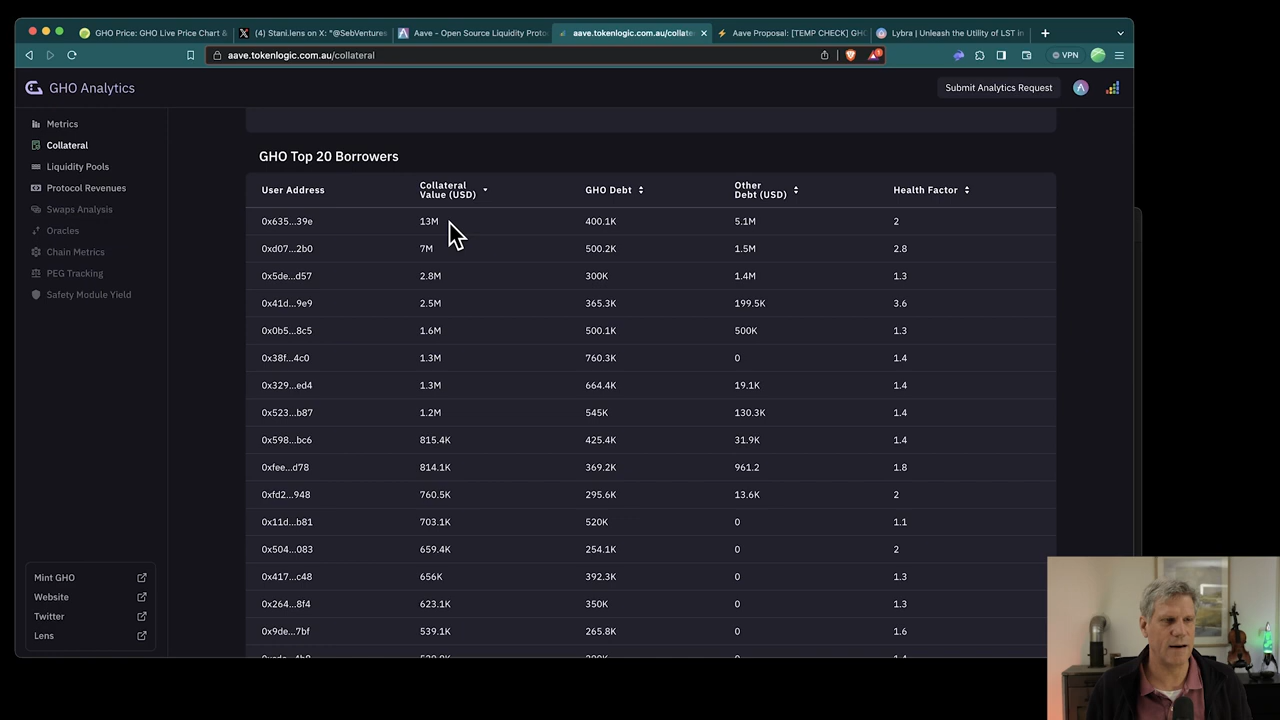 GHO Price: GHO Live Price Chart &
(4) Stani.lens on X: "@SebVentures
Aave - Open Source Liquidity Proto
aave.tokenlogic.com.au/collate
Aave Proposal: [TEMP CHECK] GH
Lybra | Unleash the Utility of LST in
aave.tokenlogic.com.au/collateral
VPN
GHO Analytics
Submit Analytics Request
Metrics
Collateral
Liquidity Pools
Protocol Revenues
Swaps Analysis
Oracles
Chain Metrics
PEG Tracking
Safety Module Yield
Mint GHO
Website
Twitter
Lens
GHO Top 20 Borrowers
User Address Collateral Value (USD) GHO Debt Other Debt (USD) Health Factor
0x635...39e 13M 400.1K 5.1M 2
0xd07...2b0 7M 500.2K 1.5M 2.8
0x5de...d57 2.8M 300K 1.4M 1.3
0x41d...9e9 2.5M 365.3K 199.5K 3.6
0x0b5...8c5 1.6M 500.1K 500K 1.3
0x38f...4c0 1.3M 760.3K 0 1.4
0x329...ed4 1.3M 664.4K 19.1K 1.4
0x523...b87 1.2M 545K 130.3K 1.4
0x598...bc6 815.4K 425.4K 31.9K 1.4
0xfee...d78 814.1K 369.2K 961.2 1.8
0xfd2...948 760.5K 295.6K 13.6K 2
0x11d...b81 703.1K 520K 0 1.1
0x504...083 659.4K 254.1K 0 2
0x417...c48 656K 392.3K 0 1.3
0x264...8f4 623.1K 350K 0 1.3
0x9de...7bf 539.1K 265.8K 0 1.6